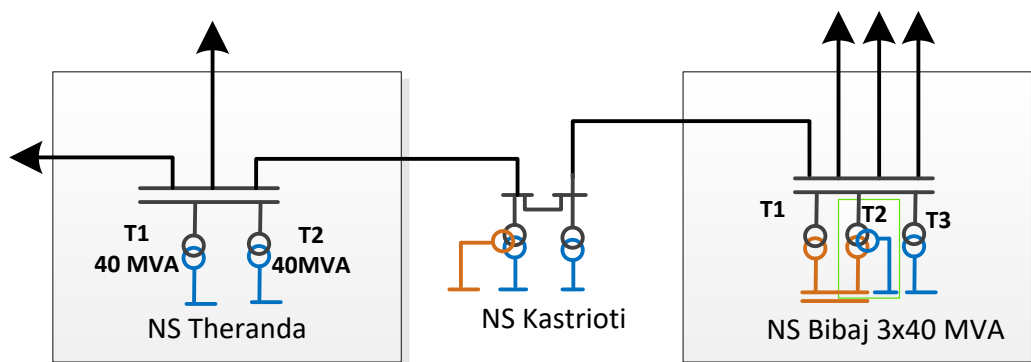 T1
40 MVA
T2
40MVA
NS Theranda
NS Kastrioti
T1
T2
T3
NS Bibaj 3x40 MVA